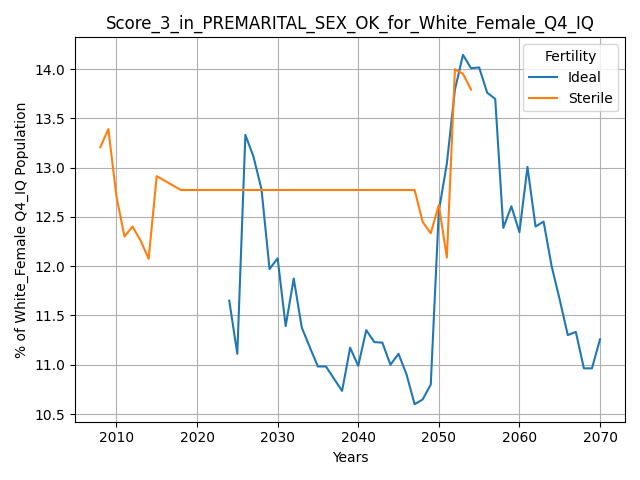 Score_3_in_PREMARITAL_SEX_OK_for_White_Female_Q4_IQ
% of White_Female Q4_IQ Population
14.0
13.5
13.0
12.5
12.0
11.5
11.0
10.5
Fertility
Ideal
Sterile
2010 2020 2030 2040 2050 2060 2070
Years